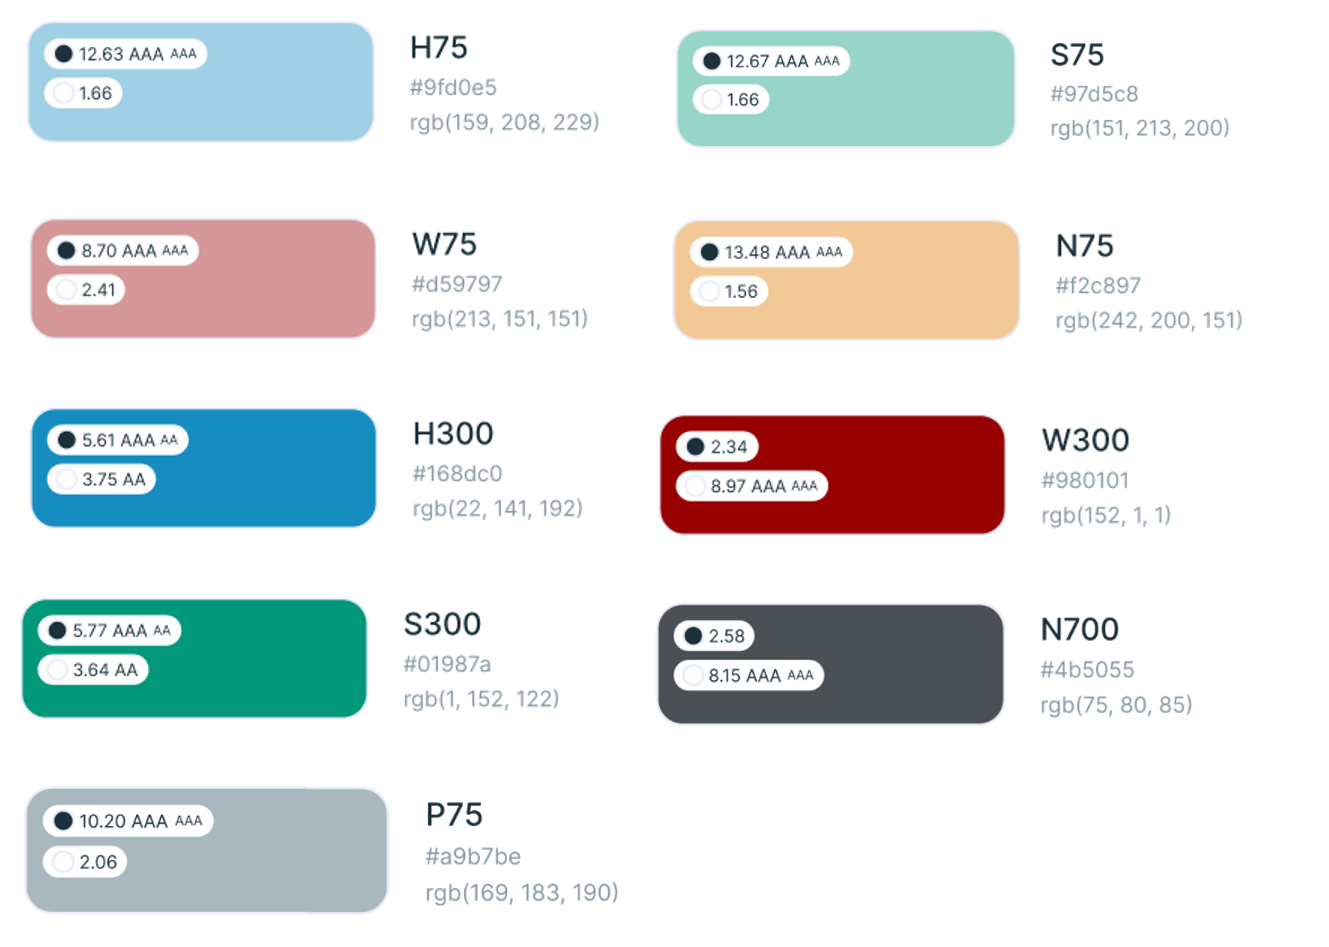 12.63 AAA AAA
1.66
H75
#9fd0e5
rgb(159, 208, 229)
12.67 AAA AAA
1.66
S75
#97d5c8
rgb(151, 213, 200)
8.70 AAA AAA
2.41
W75
#d59797
rgb(213, 151, 151)
13.48 AAA AAA
1.56
N75
#f2c897
rgb(242, 200, 151)
5.61 AAA AA
3.75 AA
H300
#168dc0
rgb(22, 141, 192)
2.34
8.97 AAA AAA
W300
#980101
rgb(152, 1, 1)
5.77 AAA AA
3.64 AA
S300
#01987a
rgb(1, 152, 122)
2.58
8.15 AAA AAA
N700
#4b5055
rgb(75, 80, 85)
10.20 AAA AAA
2.06
P75
#a9b7be
rgb(169, 183, 190)